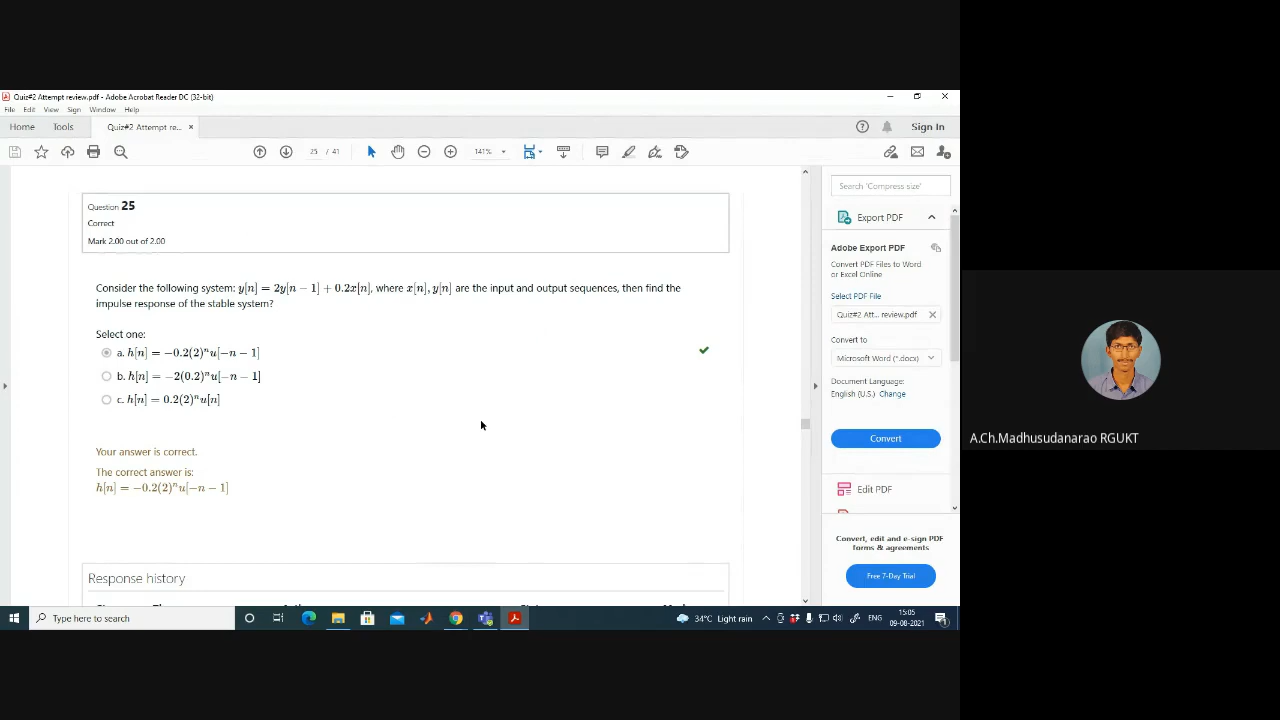 Quiz#2 Attempt review.pdf - Adobe Acrobat Reader DC (32-bit)
File Edit View Sign Window Help
Home Tools Quiz#2 Attempt re... × Sign In
25 / 41 141%
Question 25
Correct
Mark 2.00 out of 2.00
Consider the following system: y[n] = 2y[n − 1] + 0.2x[n], where x[n], y[n] are the input and output sequences, then find the
impulse response of the stable system?
Select one:
a. h[n] = −0.2(2)ⁿu[−n − 1]
b. h[n] = −2(0.2)ⁿu[−n − 1]
c. h[n] = 0.2(2)ⁿu[n]
Your answer is correct.
The correct answer is:
h[n] = −0.2(2)ⁿu[−n − 1]
Response history
Search 'Compress size'
Export PDF
Adobe Export PDF
Convert PDF Files to Word
or Excel Online
Select PDF File
Quiz#2 Att... review.pdf
Convert to
Microsoft Word (*.docx)
Document Language:
English (U.S.) Change
Convert
Edit PDF
Convert, edit and e-sign PDF
forms & agreements
Free 7-Day Trial
A.Ch.Madhusudanarao RGUKT
Type here to search
34°C Light rain
ENG
15:05
09-08-2021